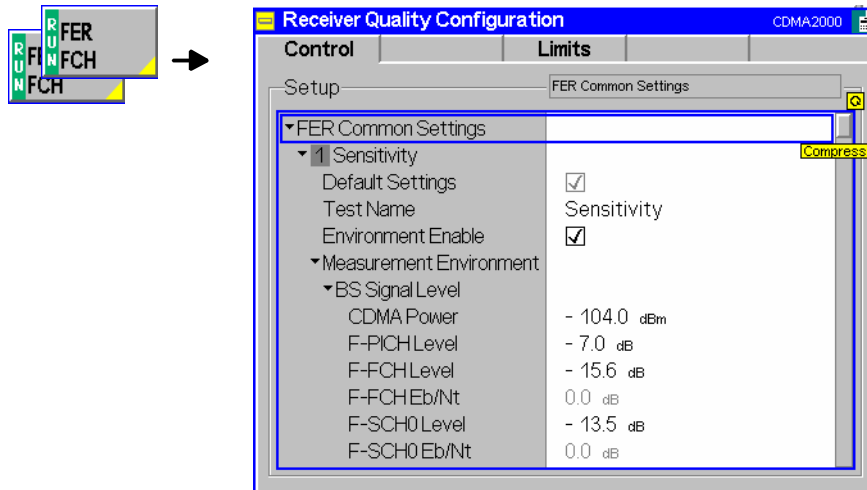 RUN FER FCH
RUN FE FCH
Receiver Quality Configuration CDMA2000
Control Limits
Setup FER Common Settings
Q
FER Common Settings
Compress
1 Sensitivity
Default Settings
Test Name Sensitivity
Environment Enable
Measurement Environment
BS Signal Level
CDMA Power - 104.0 dBm
F-PICH Level - 7.0 dB
F-FCH Level - 15.6 dB
F-FCH Eb/Nt 0.0 dB
F-SCH0 Level - 13.5 dB
F-SCH0 Eb/Nt 0.0 dB